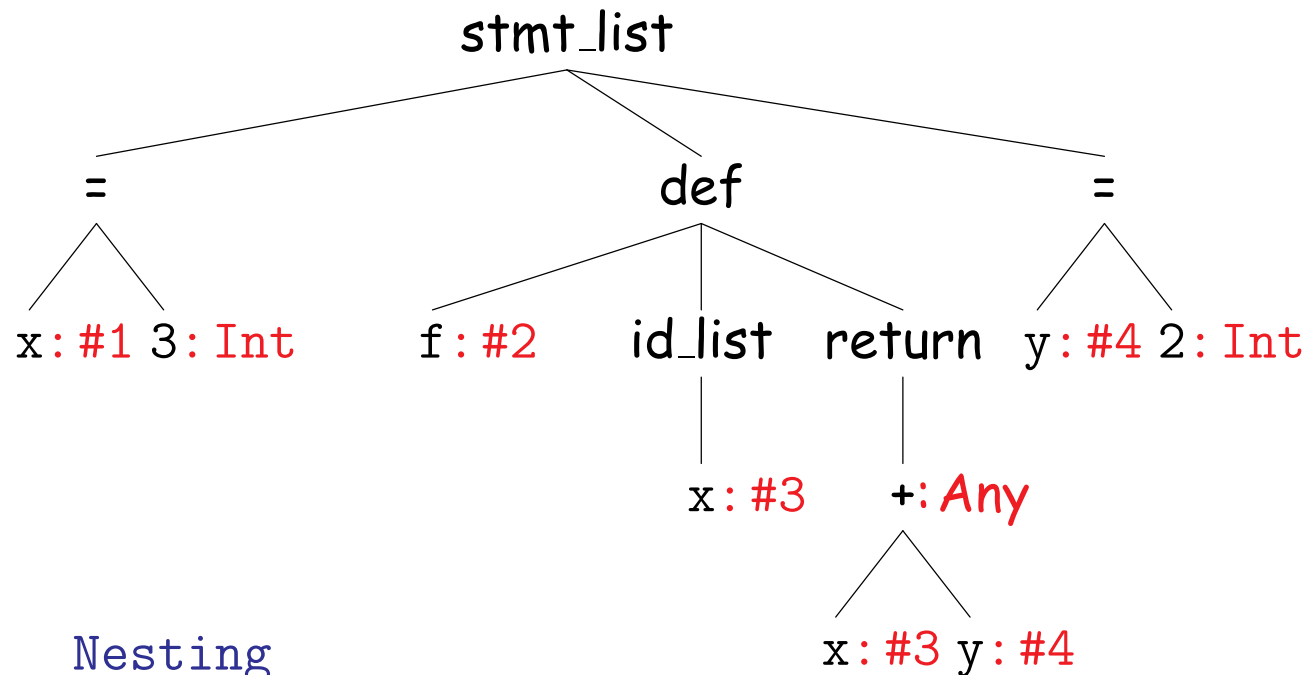 stmt_list
= def =
x: #1 3: Int f: #2 id_list return y: #4 2: Int
x: #3 +: Any
x: #3 y: #4
Nesting